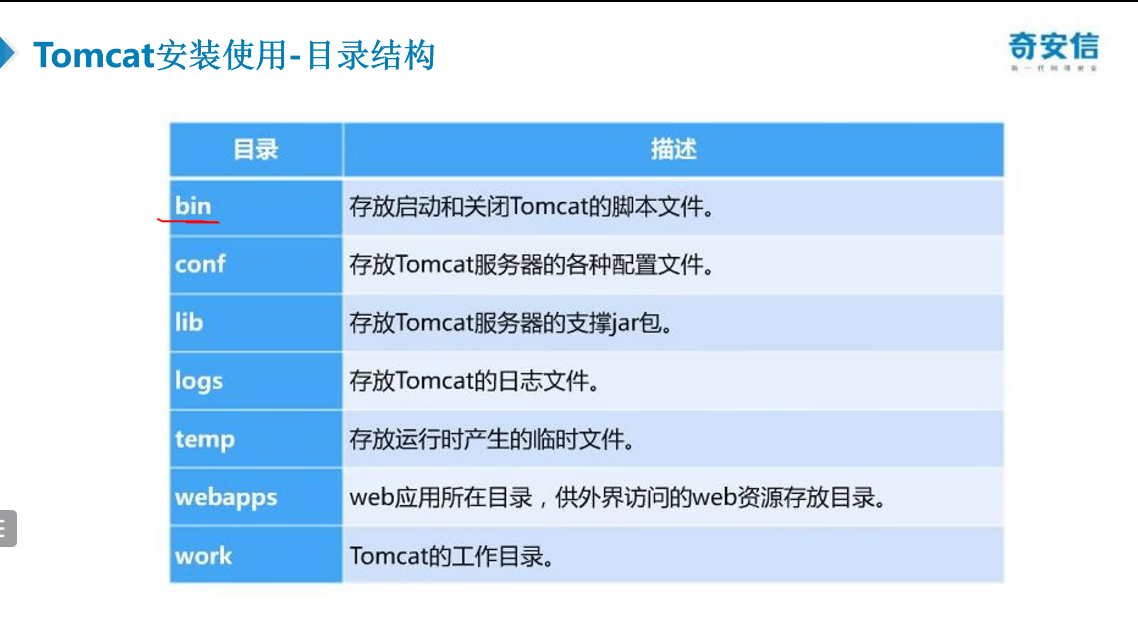 Tomcat安装使用-目录结构
奇安信
新一代网络安全
目录 描述
bin 存放启动和关闭Tomcat的脚本文件。
conf 存放Tomcat服务器的各种配置文件。
lib 存放Tomcat服务器的支撑jar包。
logs 存放Tomcat的日志文件。
temp 存放运行时产生的临时文件。
webapps web应用所在目录，供外界访问的web资源存放目录。
work Tomcat的工作目录。